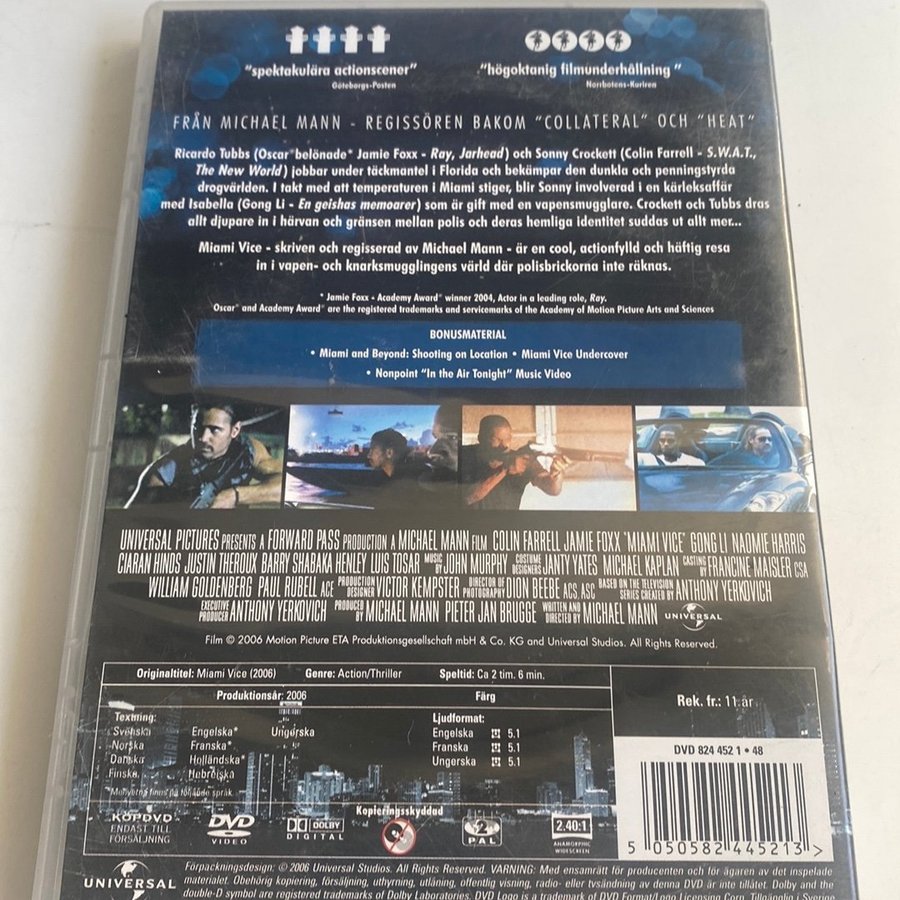 "spektakulära actionscener"
Göteborgs-Posten
"högoktanig filmunderhållning"
Norrbottens-Kuriren
FRÅN MICHAEL MANN - REGISSÖREN BAKOM "COLLATERAL" OCH "HEAT"
Ricardo Tubbs (Oscar®belönade* Jamie Foxx - Ray, Jarhead) och Sonny Crockett (Colin Farrell - S.W.A.T.,
The New World) jobbar under täckmantel i Florida och bekämpar den dunkla och penningstyrda
drogvärlden. I takt med att temperaturen i Miami stiger, blir Sonny involverad i en kärleksaffär
med Isabella (Gong Li - En geishas memoarer) som är gift med en vapensmugglare. Crockett och Tubbs dras
allt djupare in i härvan och gränsen mellan polis och deras hemliga identitet suddas ut allt mer...
Miami Vice - skriven och regisserad av Michael Mann - är en cool, actionfylld och häftig resa
in i vapen- och knarksmugglingens värld där polisbrickorna inte räknas.
* Jamie Foxx - Academy Award® winner 2004, Actor in a leading role, Ray.
Oscar® and Academy Award® are the registered trademarks and servicemarks of the Academy of Motion Picture Arts and Sciences
BONUSMATERIAL
• Miami and Beyond: Shooting on Location • Miami Vice Undercover
• Nonpoint "In the Air Tonight" Music Video
UNIVERSAL PICTURES PRESENTS A FORWARD PASS PRODUCTION A MICHAEL MANN FILM COLIN FARRELL JAMIE FOXX "MIAMI VICE" GONG LI NAOMIE HARRIS
CIARAN HINDS JUSTIN THEROUX BARRY SHABAKA HENLEY LUIS TOSAR MUSIC BY JOHN MURPHY COSTUME DESIGNERS JANTY YATES MICHAEL KAPLAN CASTING BY FRANCINE MAISLER CSA
WILLIAM GOLDENBERG PAUL RUBELL ACE PRODUCTION DESIGNER VICTOR KEMPSTER DIRECTOR OF PHOTOGRAPHY DION BEEBE ACS, ASC BASED ON THE TELEVISION SERIES CREATED BY ANTHONY YERKOVICH
EXECUTIVE PRODUCER ANTHONY YERKOVICH PRODUCED BY MICHAEL MANN PIETER JAN BRUGGE WRITTEN AND DIRECTED BY MICHAEL MANN UNIVERSAL
Film © 2006 Motion Picture ETA Produktionsgesellschaft mbH & Co. KG and Universal Studios. All Rights Reserved.
Originaltitel: Miami Vice (2006) Genre: Action/Thriller Speltid: Ca 2 tim. 6 min.
Produktionsår: 2006 Färg
Rek. fr.: 11 år
Textning:
Svenska Engelska* Ungerska
Norska Franska*
Danska Holländska*
Finska Hebreiska
*Menyerna finns på följande språk.
Ljudformat:
Engelska 5.1
Franska 5.1
Ungerska 5.1
DVD 824 452 1 • 48
5 050582 445213 >
KÖPDVD
ENDAST TILL
FÖRSÄLJNING
DVD
VIDEO
DOLBY
DIGITAL
Kopieringsskyddad
2
PAL
2.40:1
ANAMORPHIC
WIDESCREEN
UNIVERSAL
Förpackningsdesign: © 2006 Universal Studios. All Rights Reserved. VARNING: Med ensamrätt för producenten och för ägaren av det inspelade
materialet. Obehörig kopiering, försäljning, uthyrning, utlåning, offentlig visning, radio- eller tvsändning av denna DVD är inte tillåtet. Dolby and the
double-D symbol are registered trademarks of Dolby Laboratories. DVD Logo is a trademark of DVD Format/Logo Licensing Corp. Tillgänglig i Sverige